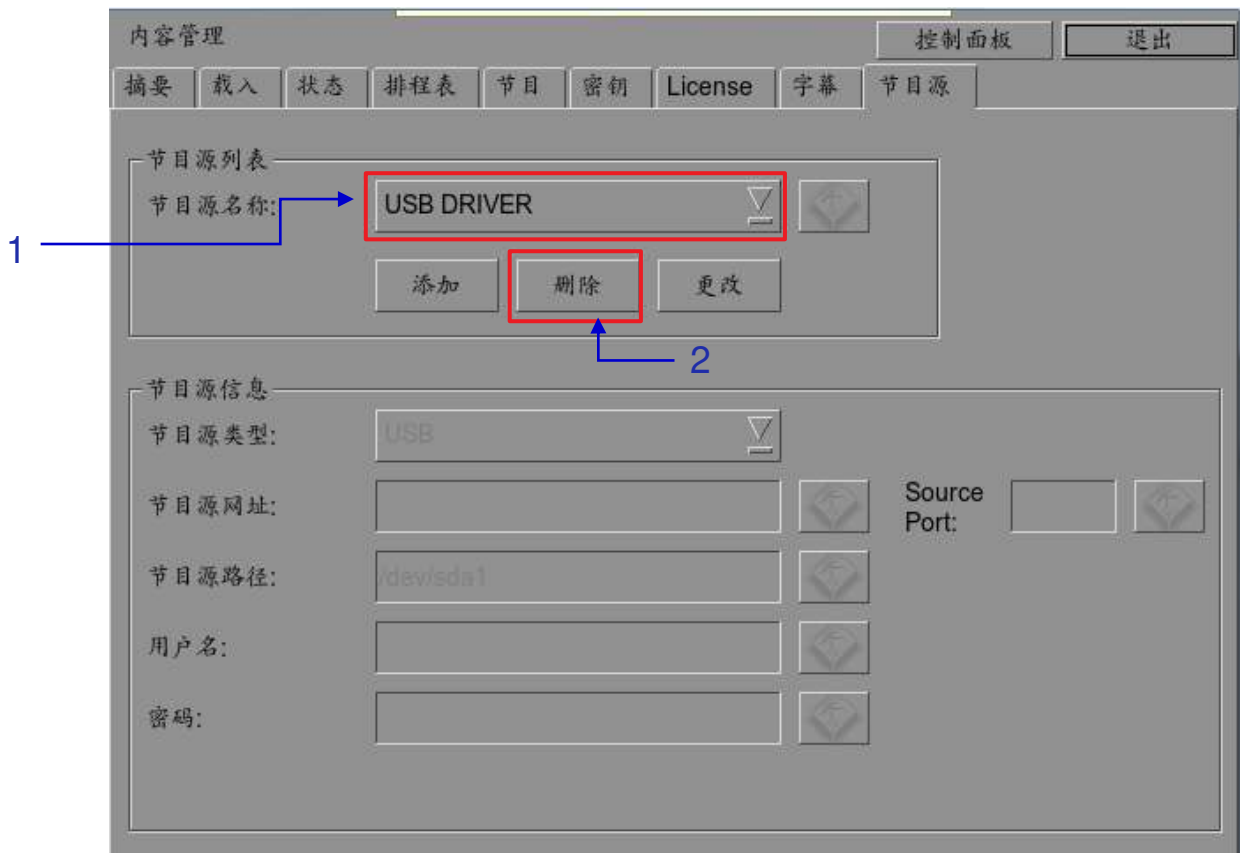 内容管理
控制面板
退出
摘要 载入 状态 排程表 节目 密钥 License 字幕 节目源
节目源列表
节目源名称:
USB DRIVER
1
添加 删除 更改
2
节目源信息
节目源类型:
USB
节目源网址:
Source
Port:
节目源路径:
/dev/sda1
用户名:
密码: